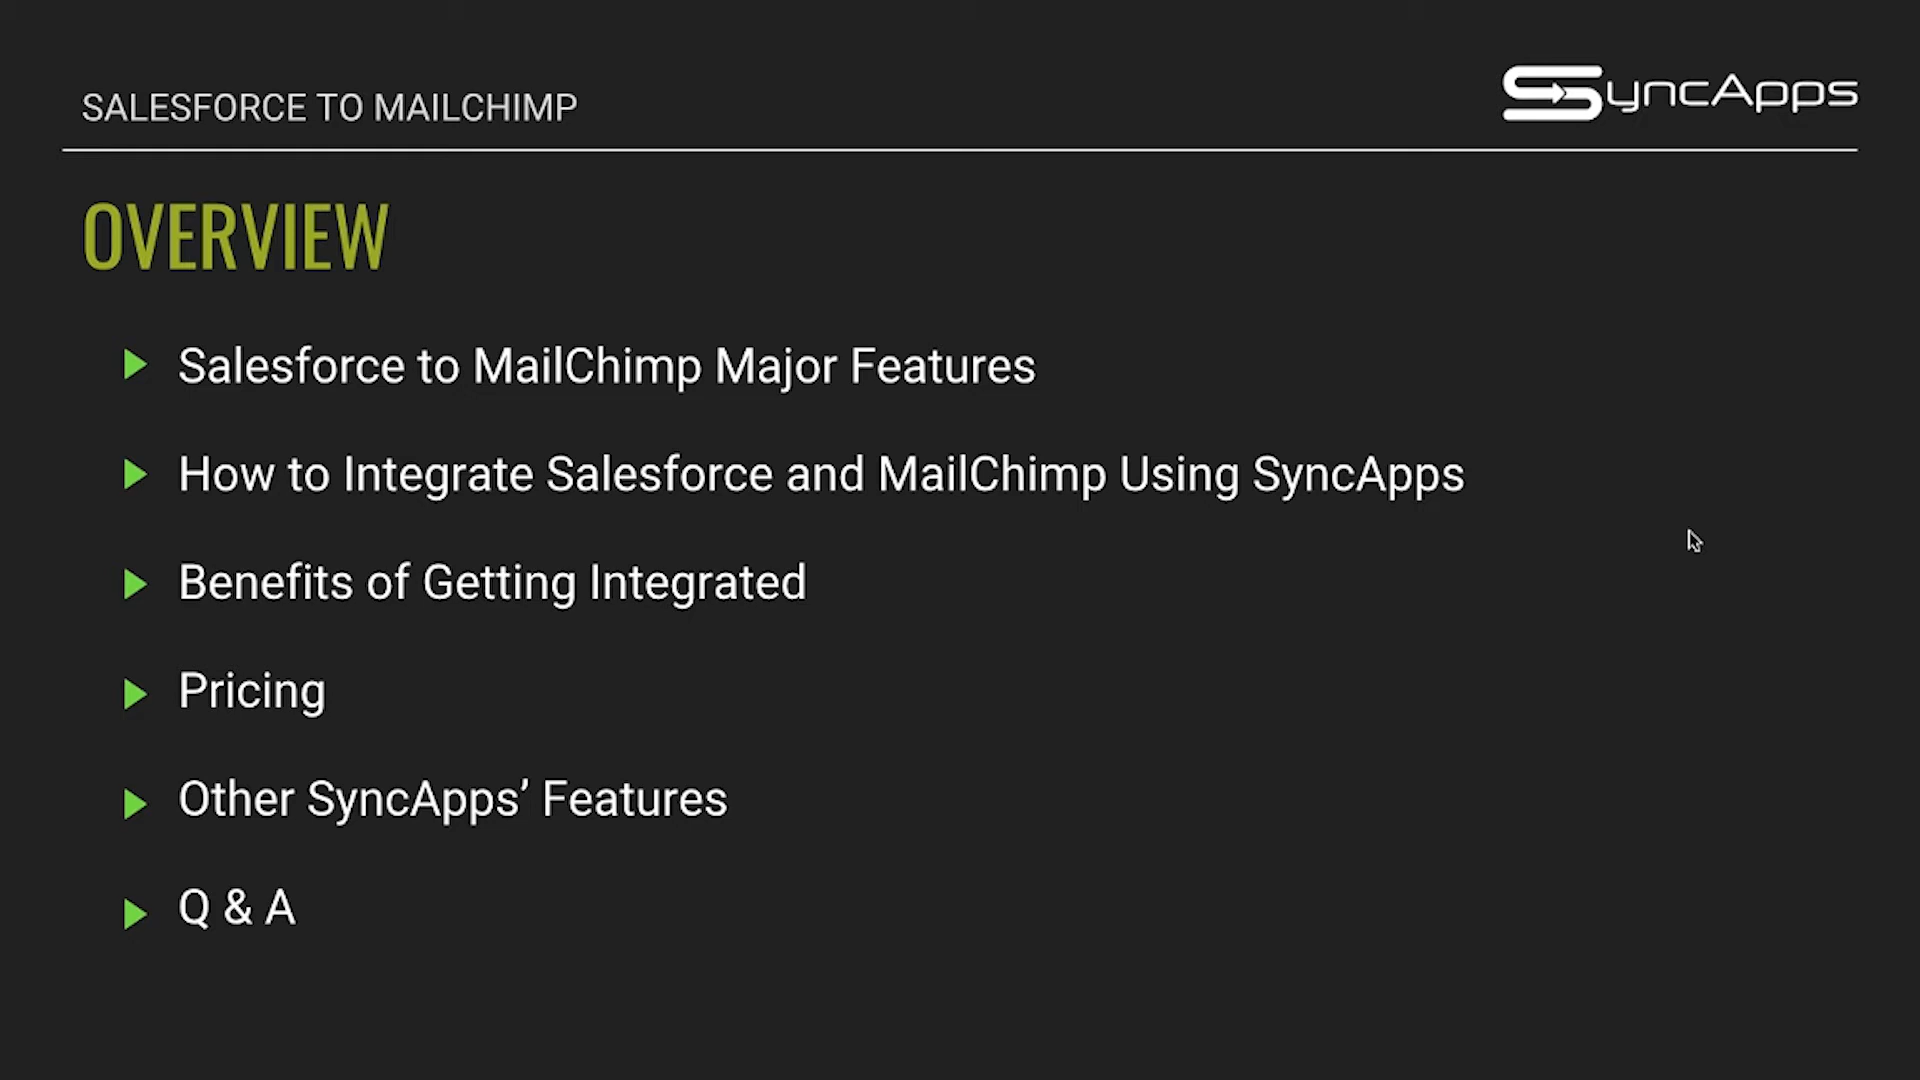 SALESFORCE TO MAILCHIMP
SyncApps
OVERVIEW
Salesforce to MailChimp Major Features
How to Integrate Salesforce and MailChimp Using SyncApps
Benefits of Getting Integrated
Pricing
Other SyncApps’ Features
Q & A